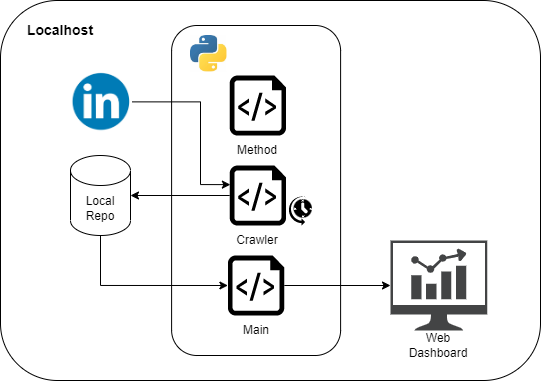 Localhost
in
</>
Method
Local
Repo
</>
Crawler
</>
Main
Web
Dashboard